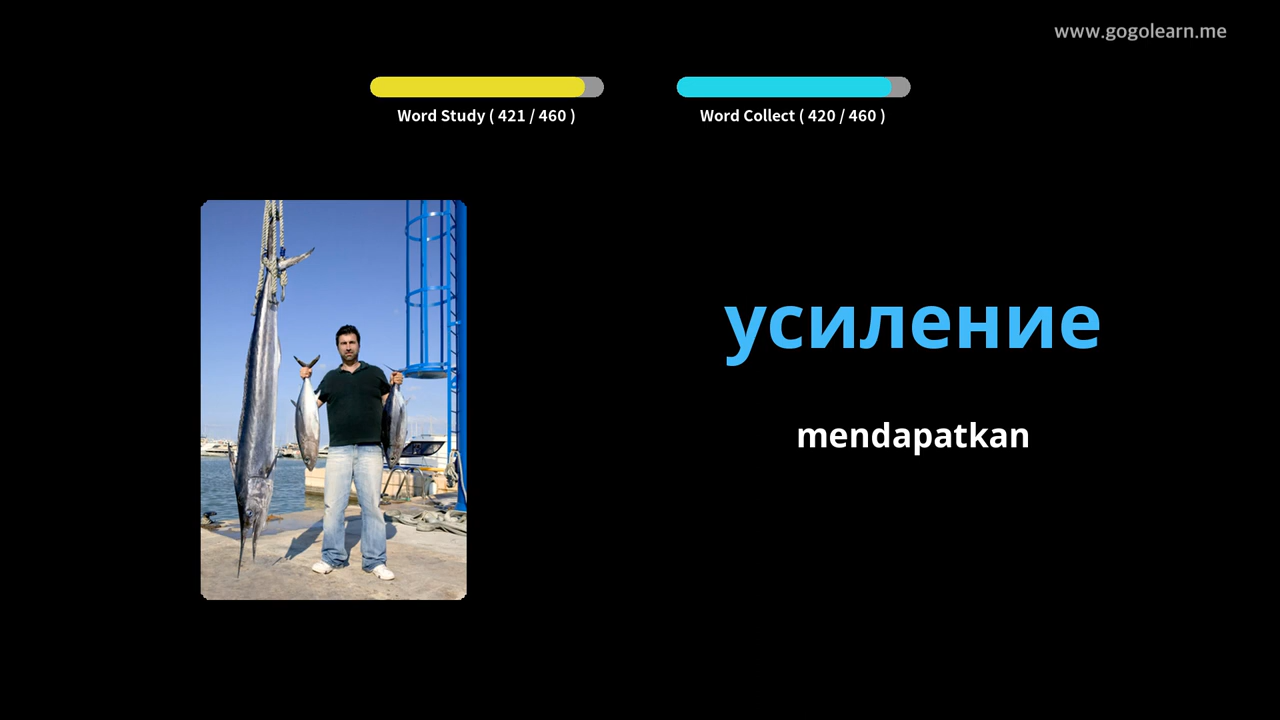 www.gogolearn.me
Word Study ( 421 / 460 )
Word Collect ( 420 / 460 )
усиление
mendapatkan